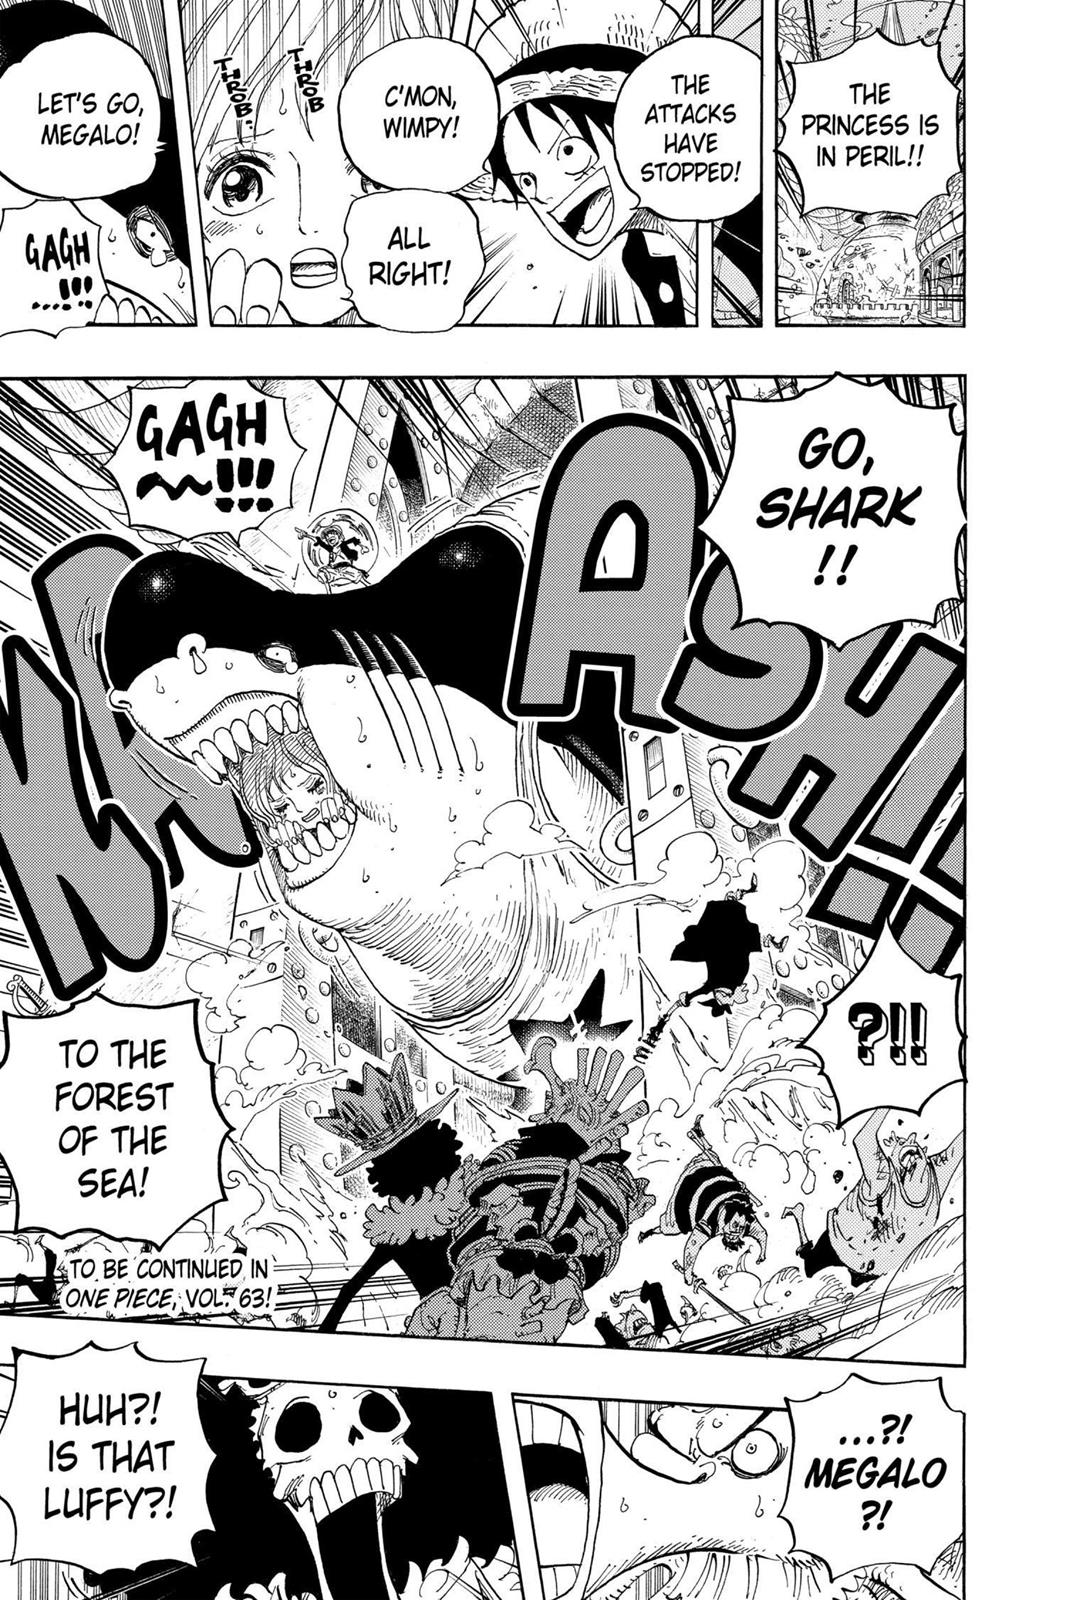 THE
PRINCESS IS
IN PERIL!!
THE
ATTACKS
HAVE
STOPPED!
C'MON,
WIMPY!
ALL
RIGHT!
THROB
THROB..
LET'S GO,
MEGALO!
GAGH
....!!!
GO,
SHARK
!!
GAGH
~~!!!
WAASH!!
?!!
TO THE
FOREST
OF THE
SEA!
TO BE CONTINUED IN
ONE PIECE, VOL. 63!
...?!
MEGALO
?!
HUH?!
IS THAT
LUFFY?!